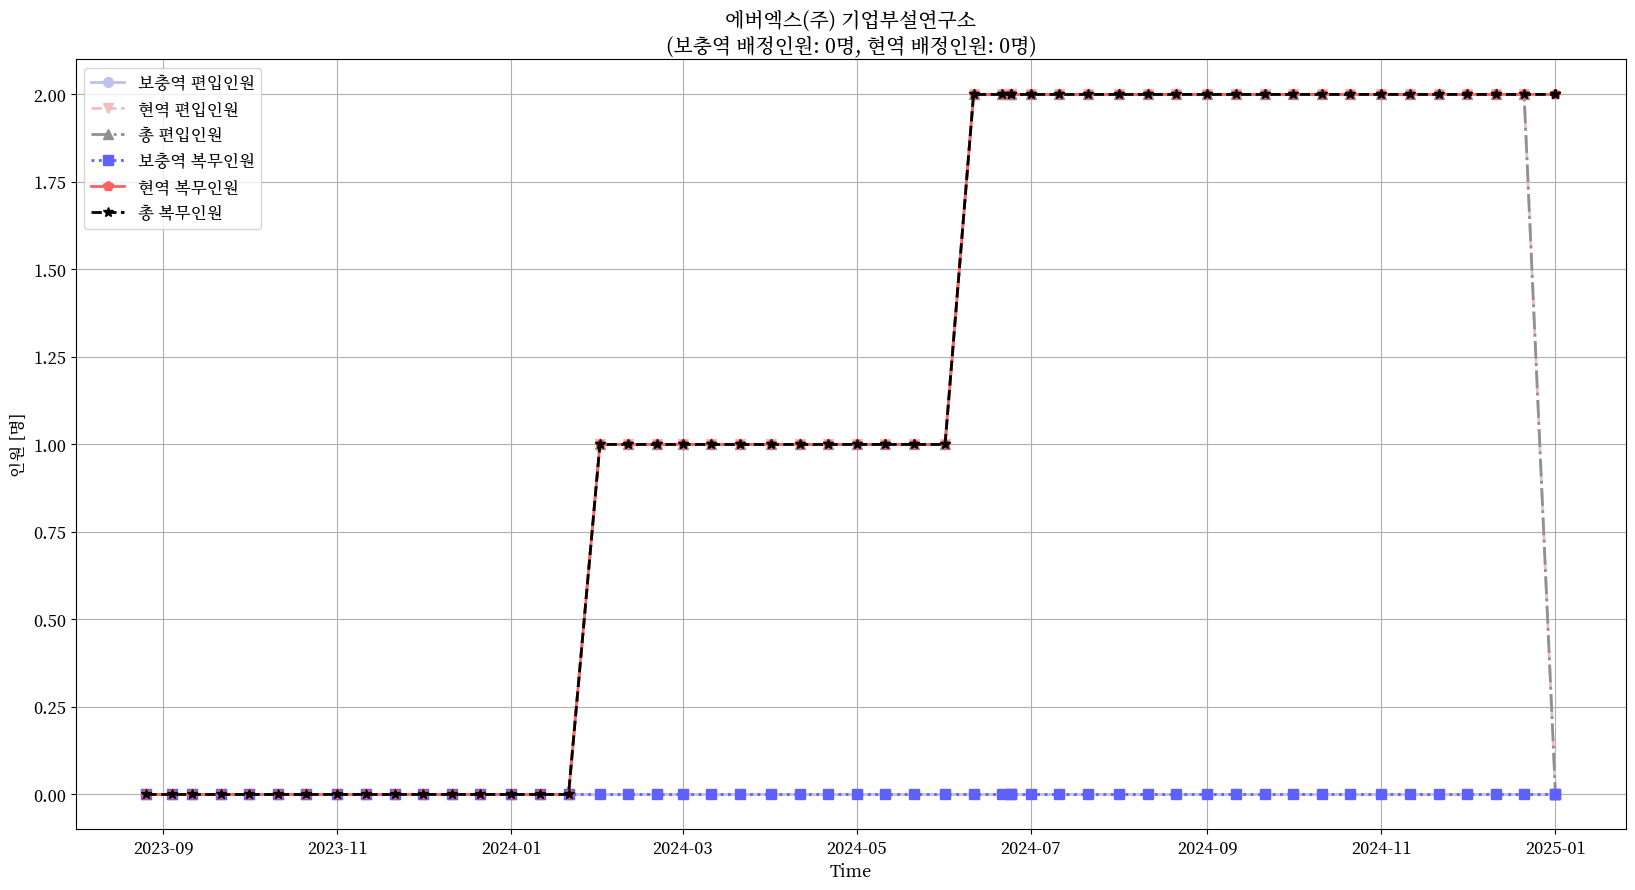 에버엑스(주) 기업부설연구소
(보충역 배정인원: 0명, 현역 배정인원: 0명)
보충역 편입인원
현역 편입인원
총 편입인원
보충역 복무인원
현역 복무인원
총 복무인원
2.00
1.75
1.50
1.25
1.00
0.75
0.50
0.25
0.00
인원 [명]
2023-09
2023-11
2024-01
2024-03
2024-05
2024-07
2024-09
2024-11
2025-01
Time